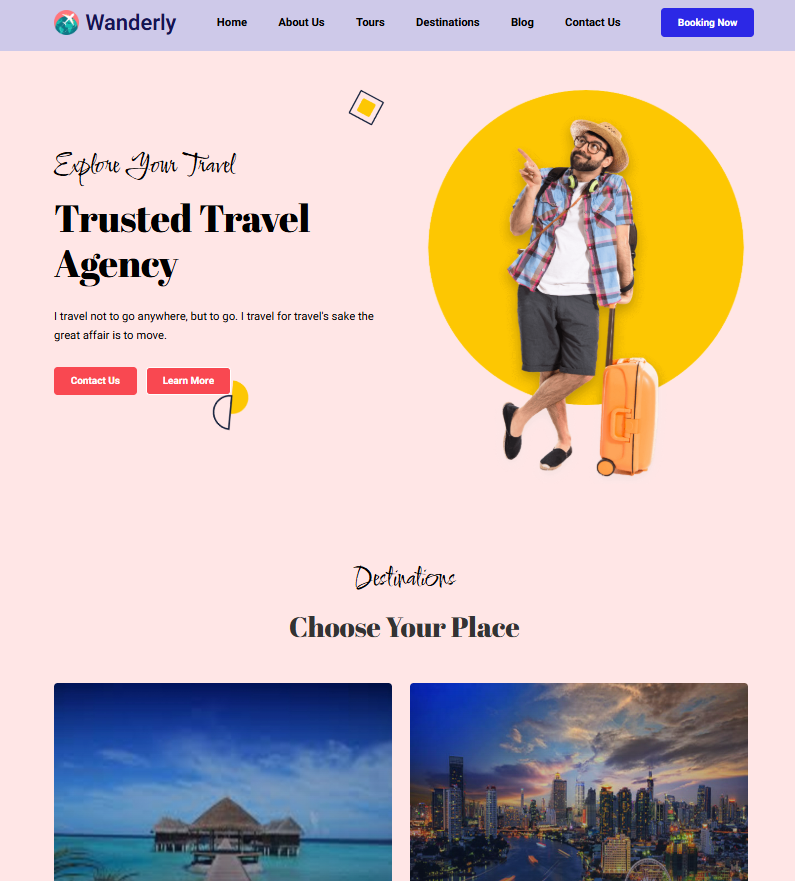 Wanderly
Home
About Us
Tours
Destinations
Blog
Contact Us
Booking Now
Explore Your Travel
Trusted Travel
Agency
I travel not to go anywhere, but to go. I travel for travel's sake the
great affair is to move.
Contact Us
Learn More
Destinations
Choose Your Place